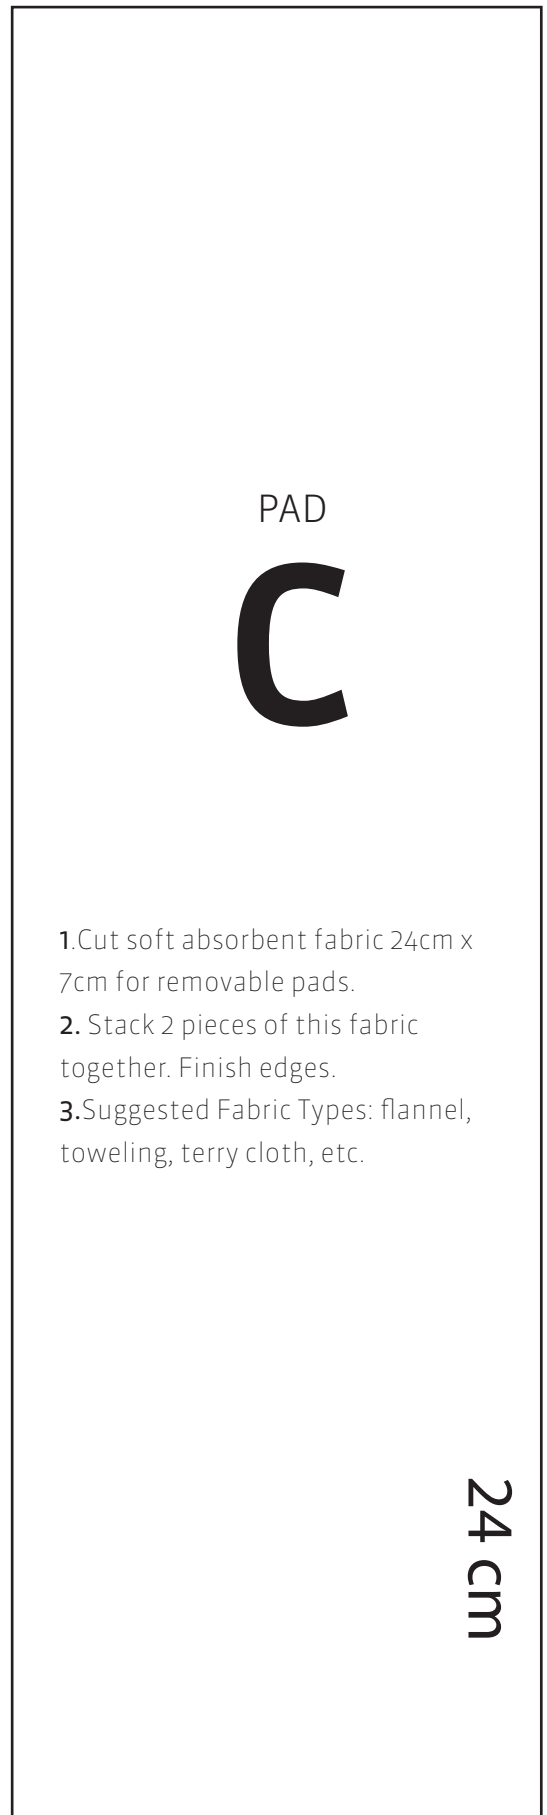 PAD
C
1.Cut soft absorbent fabric 24cm x
7cm for removable pads.
2. Stack 2 pieces of this fabric
together. Finish edges.
3.Suggested Fabric Types: flannel,
toweling, terry cloth, etc.
24 cm